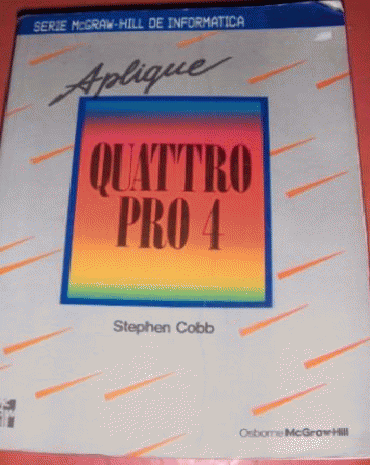 SERIE McGRAW-HILL DE INFORMATICA
Aplique
QUATTRO
PRO 4
Stephen Cobb
Osborne McGraw-Hill